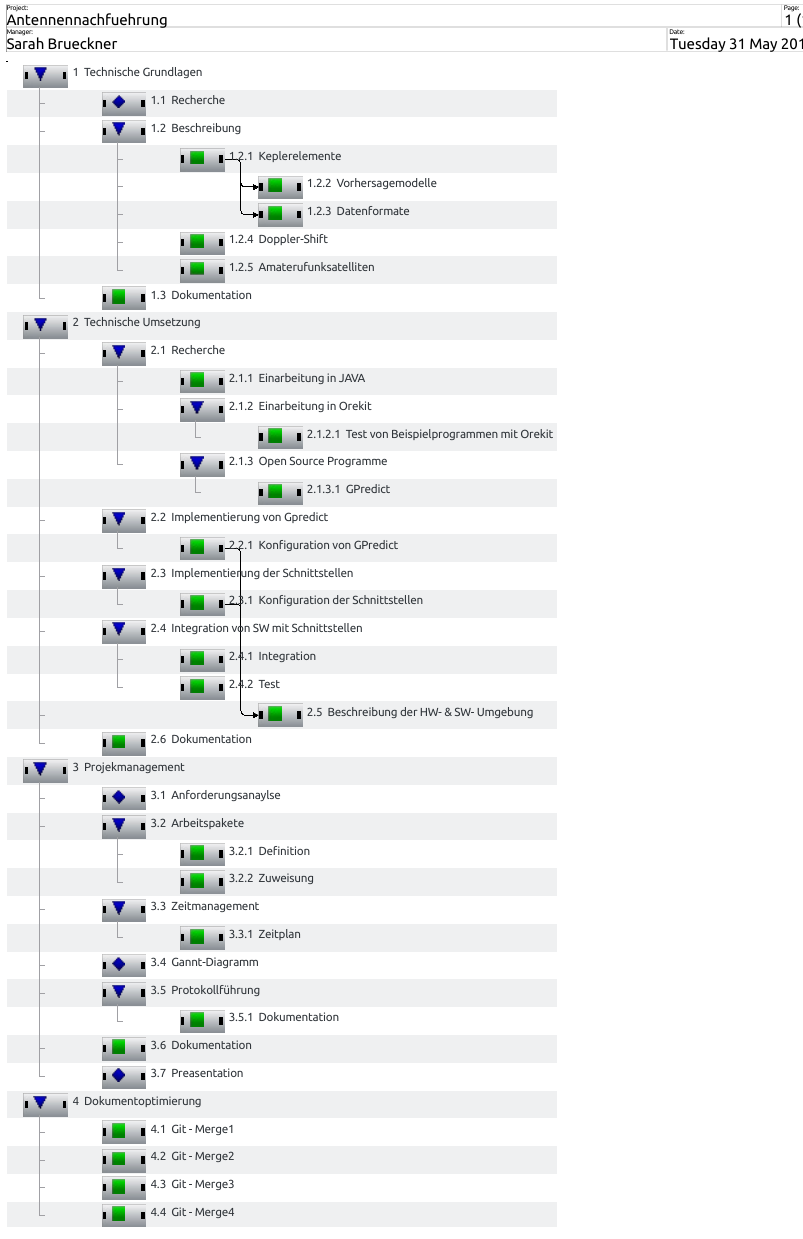 Project:
Page:
Antennennachfuehrung
1 (
Manager:
Date:
Sarah Brueckner
Tuesday 31 May 201
1 Technische Grundlagen
1.1 Recherche
1.2 Beschreibung
1.2.1 Keplerelemente
1.2.2 Vorhersagemodelle
1.2.3 Datenformate
1.2.4 Doppler-Shift
1.2.5 Amaterufunksatelliten
1.3 Dokumentation
2 Technische Umsetzung
2.1 Recherche
2.1.1 Einarbeitung in JAVA
2.1.2 Einarbeitung in Orekit
2.1.2.1 Test von Beispielprogrammen mit Orekit
2.1.3 Open Source Programme
2.1.3.1 GPredict
2.2 Implementierung von Gpredict
2.2.1 Konfiguration von GPredict
2.3 Implementierung der Schnittstellen
2.3.1 Konfiguration der Schnittstellen
2.4 Integration von SW mit Schnittstellen
2.4.1 Integration
2.4.2 Test
2.5 Beschreibung der HW- & SW- Umgebung
2.6 Dokumentation
3 Projekmanagement
3.1 Anforderungsanaylse
3.2 Arbeitspakete
3.2.1 Definition
3.2.2 Zuweisung
3.3 Zeitmanagement
3.3.1 Zeitplan
3.4 Gannt-Diagramm
3.5 Protokollführung
3.5.1 Dokumentation
3.6 Dokumentation
3.7 Preasentation
4 Dokumentoptimierung
4.1 Git - Merge1
4.2 Git - Merge2
4.3 Git - Merge3
4.4 Git - Merge4